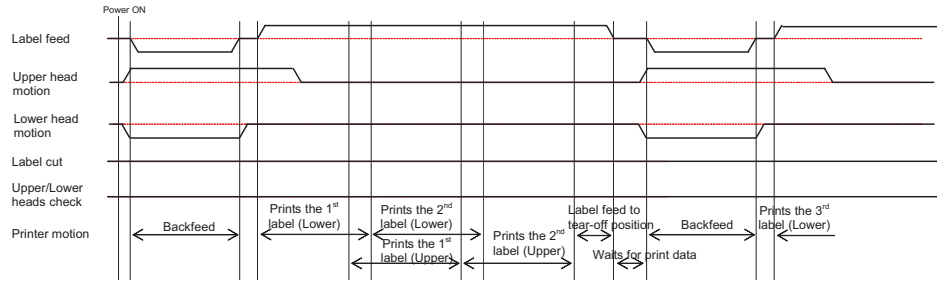 Power ON
Label feed
Upper head
motion
Lower head
motion
Label cut
Upper/Lower
heads check
Printer motion
Backfeed
Prints the 1st
label (Lower)
Prints the 2nd
label (Lower)
Prints the 1st
label (Upper)
Prints the 2nd
label (Upper)
Label feed to
tear-off position
Waits for print data
Backfeed
Prints the 3rd
label (Lower)